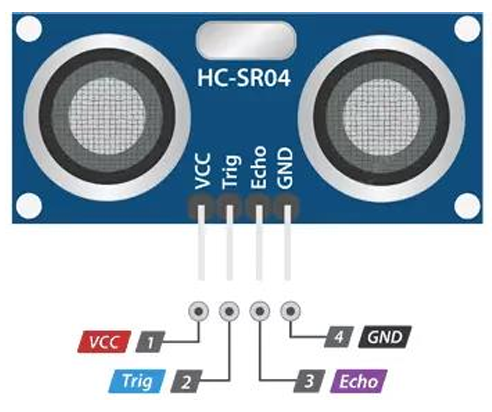 HC-SR04
VCC Trig Echo GND
VCC 1
4 GND
Trig 2
3 Echo